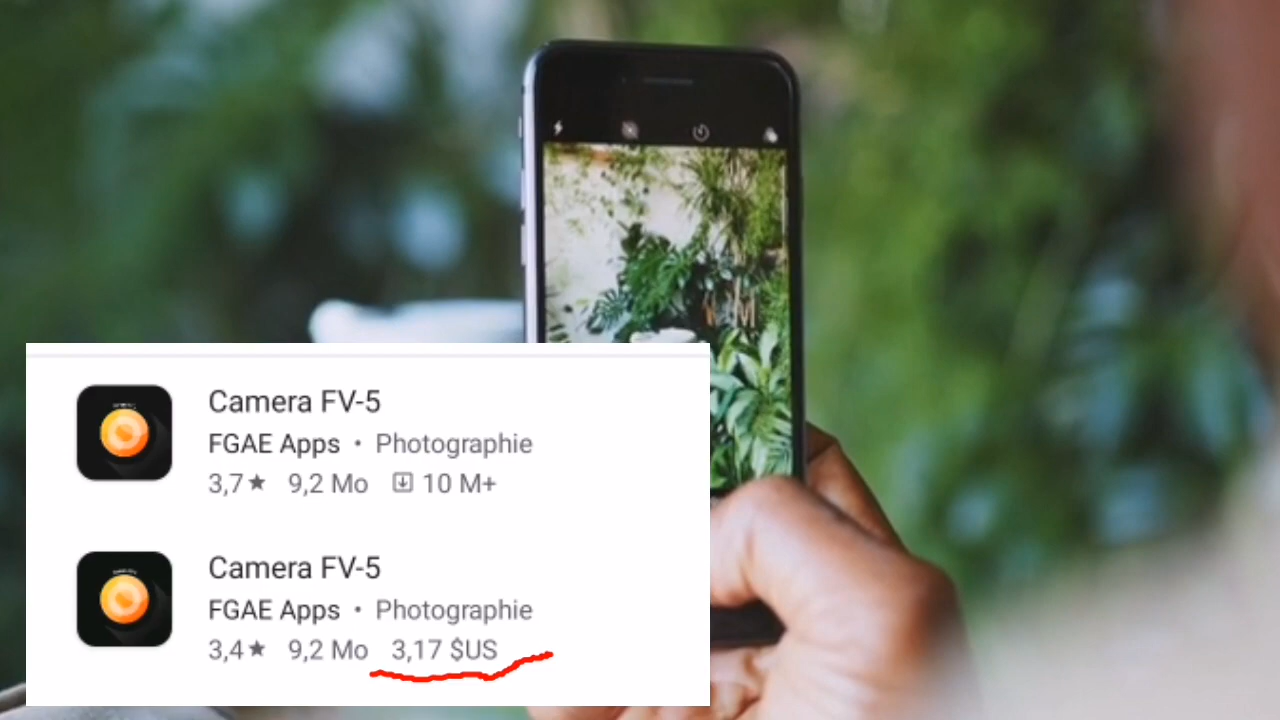 Camera FV-5
FGAE Apps • Photographie
3,7★ 9,2 Mo 10 M+
Camera FV-5
FGAE Apps • Photographie
3,4★ 9,2 Mo 3,17 $US